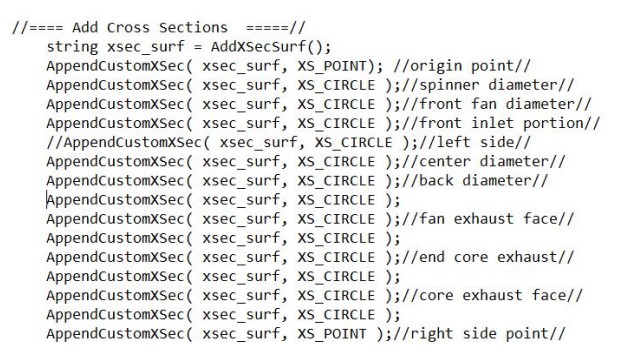 //==== Add Cross Sections  =====//
string xsec_surf = AddXSecSurf();
AppendCustomXSec( xsec_surf, XS_POINT); //origin point//
AppendCustomXSec( xsec_surf, XS_CIRCLE );//spinner diameter//
AppendCustomXSec( xsec_surf, XS_CIRCLE );//front fan diameter//
AppendCustomXSec( xsec_surf, XS_CIRCLE );//front inlet portion//
//AppendCustomXSec( xsec_surf, XS_CIRCLE );//left side//
AppendCustomXSec( xsec_surf, XS_CIRCLE );//center diameter//
AppendCustomXSec( xsec_surf, XS_CIRCLE );//back diameter//
AppendCustomXSec( xsec_surf, XS_CIRCLE );
AppendCustomXSec( xsec_surf, XS_CIRCLE );//fan exhaust face//
AppendCustomXSec( xsec_surf, XS_CIRCLE );
AppendCustomXSec( xsec_surf, XS_CIRCLE );//end core exhaust//
AppendCustomXSec( xsec_surf, XS_CIRCLE );
AppendCustomXSec( xsec_surf, XS_CIRCLE );//core exhaust face//
AppendCustomXSec( xsec_surf, XS_CIRCLE );
AppendCustomXSec( xsec_surf, XS_POINT );//right side point//